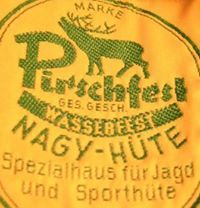 MARKE
Pirschfest
GES. GESCH.
WASSERFEST
NAGY-HÜTE
Spezialhaus für Jagd
und Sporthüte